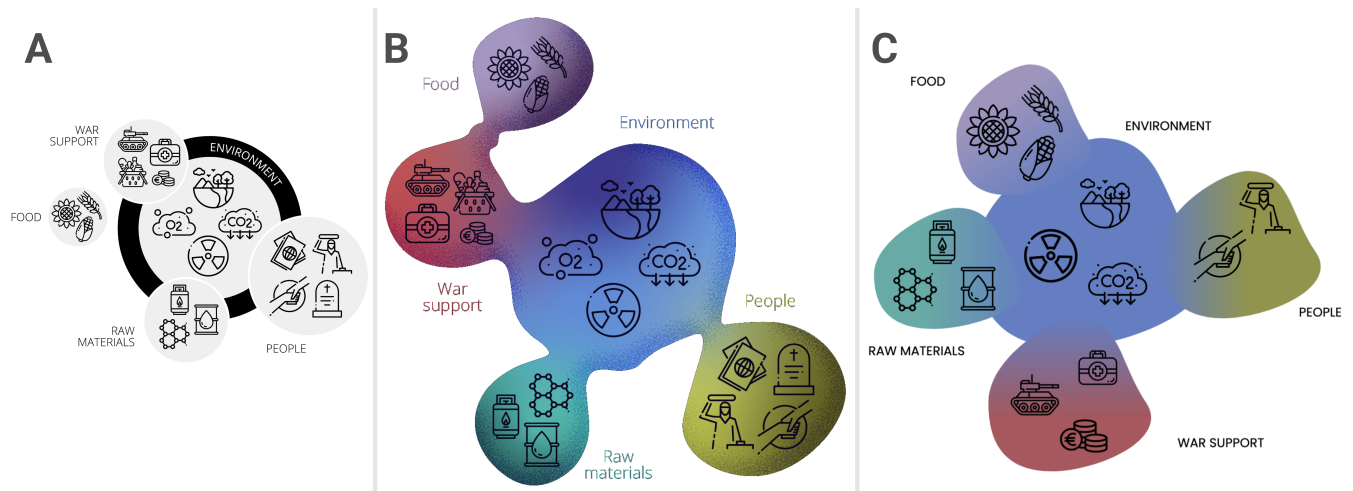 A
WAR
SUPPORT
ENVIRONMENT
O2
CO2
FOOD
RAW
MATERIALS
PEOPLE
B
Food
Environment
O2
CO2
War
support
People
Raw
materials
C
FOOD
ENVIRONMENT
CO2
PEOPLE
RAW MATERIALS
WAR SUPPORT